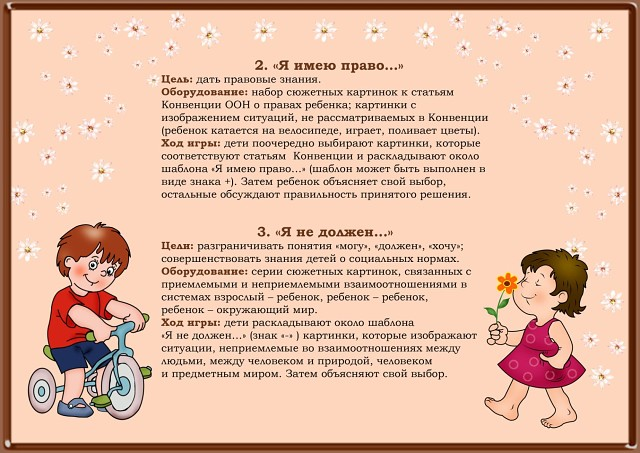 2. «Я имею право...»
Цель: дать правовые знания.
Оборудование: набор сюжетных картинок к статьям
Конвенции ООН о правах ребенка; картинки с
изображением ситуаций, не рассматриваемых в Конвенции
(ребенок катается на велосипеде, играет, поливает цветы).
Ход игры: дети поочередно выбирают картинки, которые
соответствуют статьям Конвенции и раскладывают около
шаблона «Я имею право...» (шаблон может быть выполнен в
виде знака +). Затем ребенок объясняет свой выбор,
остальные обсуждают правильность принятого решения.
3. «Я не должен...»
Цели: разграничивать понятия «могу», «должен», «хочу»;
совершенствовать знания детей о социальных нормах.
Оборудование: серии сюжетных картинок, связанных с
приемлемыми и неприемлемыми взаимоотношениями в
системах взрослый – ребенок, ребенок – ребенок,
ребенок – окружающий мир.
Ход игры: дети раскладывают около шаблона
«Я не должен...» (знак «-» ) картинки, которые изображают
ситуации, неприемлемые во взаимоотношениях между
людьми, между человеком и природой, человеком
и предметным миром. Затем объясняют свой выбор.